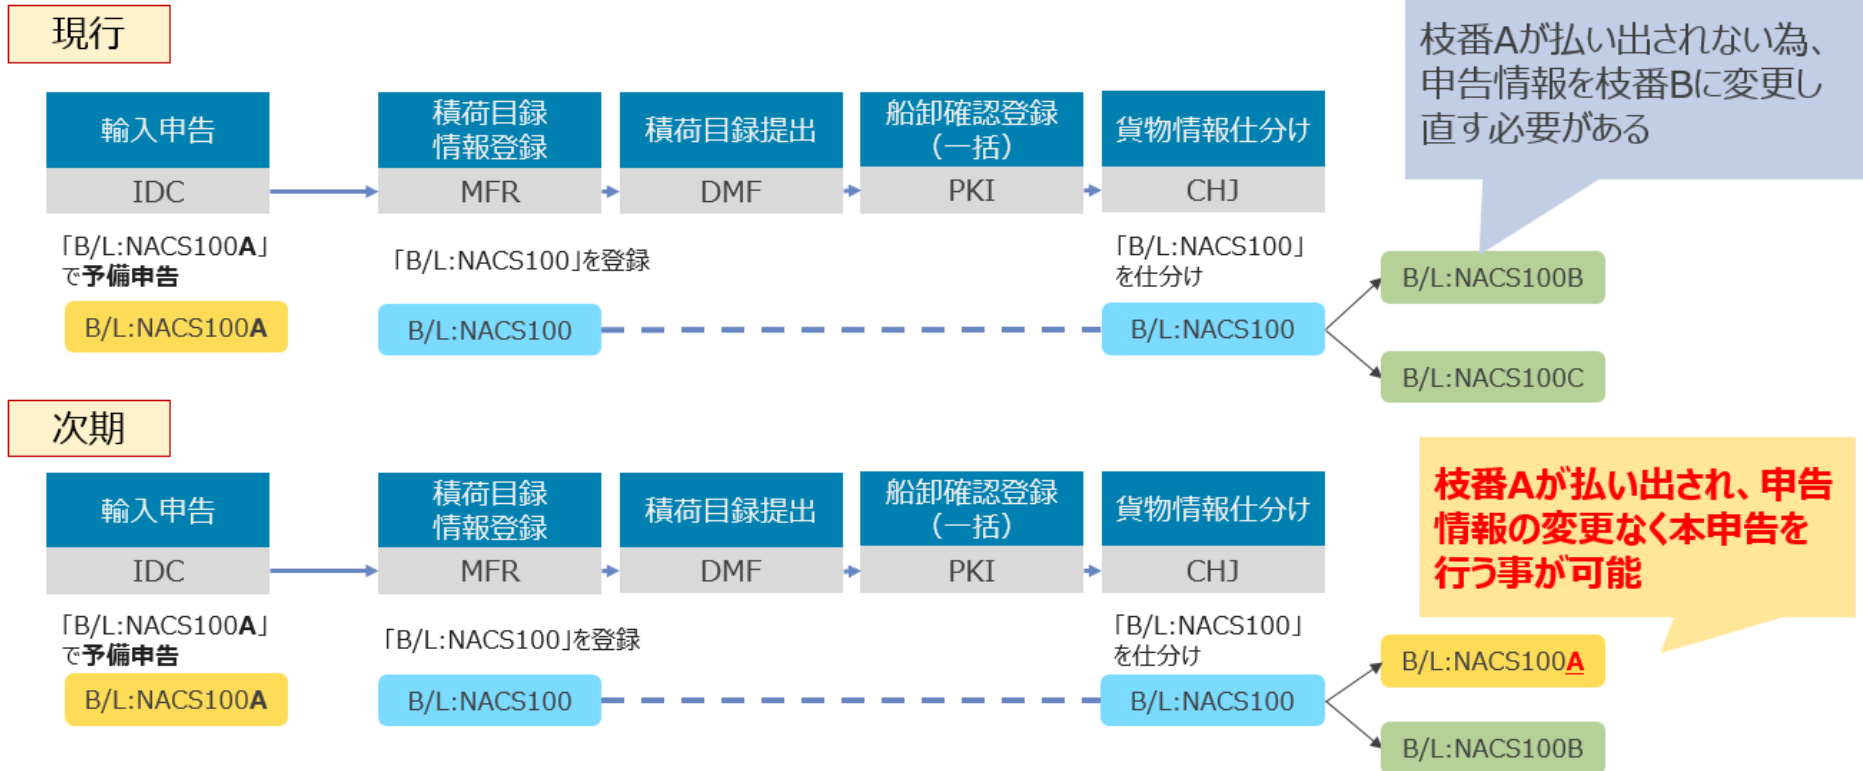 現行
枝番Aが払い出されない為、
申告情報を枝番Bに変更し
直す必要がある
輸入申告
積荷目録
情報登録
積荷目録提出
船卸確認登録
（一括）
貨物情報仕分け
IDC
MFR
DMF
PKI
CHJ
「B/L:NACS100A」
で予備申告
「B/L:NACS100」を登録
「B/L:NACS100」
を仕分け
B/L:NACS100A
B/L:NACS100
B/L:NACS100
B/L:NACS100B
B/L:NACS100C
次期
枝番Aが払い出され、申告
情報の変更なく本申告を
行う事が可能
輸入申告
積荷目録
情報登録
積荷目録提出
船卸確認登録
（一括）
貨物情報仕分け
IDC
MFR
DMF
PKI
CHJ
「B/L:NACS100A」
で予備申告
「B/L:NACS100」を登録
「B/L:NACS100」
を仕分け
B/L:NACS100A
B/L:NACS100
B/L:NACS100
B/L:NACS100A
B/L:NACS100B